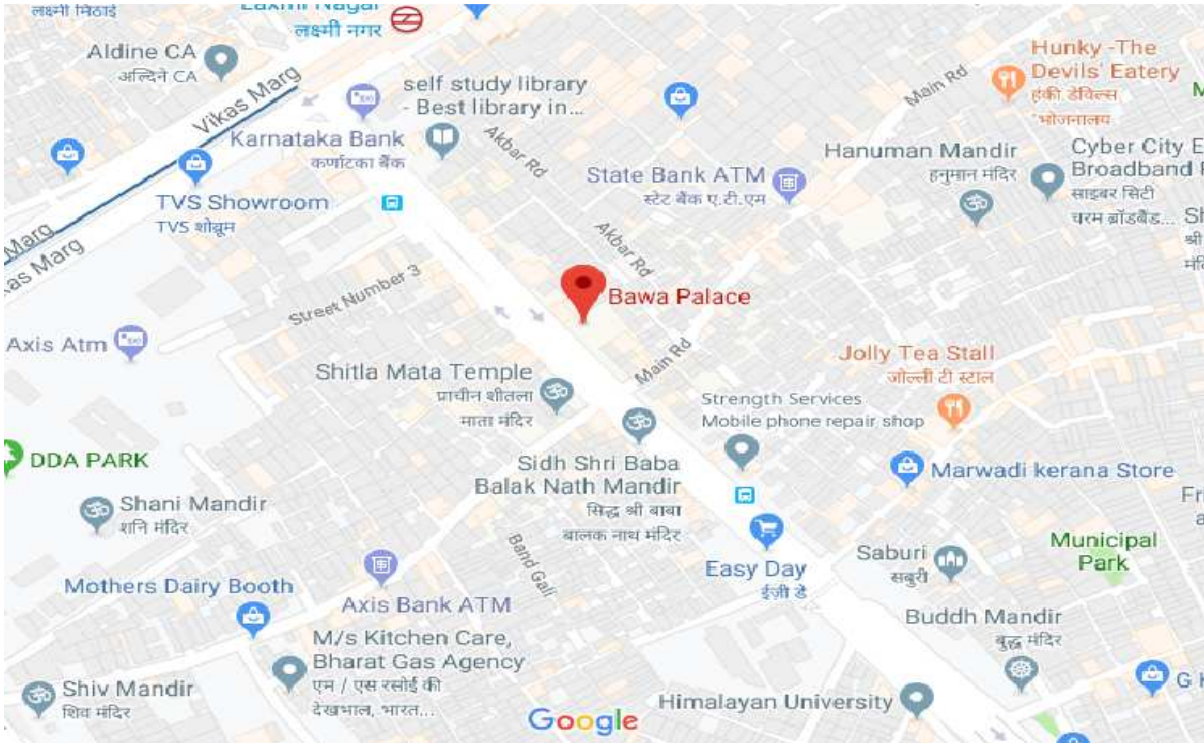 लक्ष्मी मिठाई
Laxmi Nagar
लक्ष्मी नगर
Aldine CA
अल्दिने CA
Vikas Marg
self study library
- Best library in...
Karnataka Bank
कर्णाटका बैंक
Akbar Rd
Main Rd
Hunky -The
Devils' Eatery
हंकी डेविल्स
भोजनालय
TVS Showroom
TVS शोव्रूम
State Bank ATM
स्टेट बैंक ए.टी.एम
Hanuman Mandir
हनुमान मंदिर
Cyber City E
Broadband
साइबर सिटी
चरम ब्रॉडबैंड...
Marg
kas Marg
Akbar Rd
Street Number 3
Bawa Palace
Axis Atm
Main Rd
Shitla Mata Temple
प्राचीन शीतला
माता मंदिर
Jolly Tea Stall
जोल्ली टी स्टाल
Strength Services
Mobile phone repair shop
DDA PARK
Sidh Shri Baba
Balak Nath Mandir
सिद्ध श्री बाबा
बालक नाथ मंदिर
Marwadi kerana Store
Shani Mandir
शनि मंदिर
Band Gali
Easy Day
ईज़ी डे
Saburi
सबुरी
Municipal
Park
Mothers Dairy Booth
Axis Bank ATM
Buddh Mandir
बुद्ध मंदिर
M/s Kitchen Care,
Bharat Gas Agency
एम / एस रसोई की
देखभाल, भारत...
Shiv Mandir
शिव मंदिर
Himalayan University
G
Google